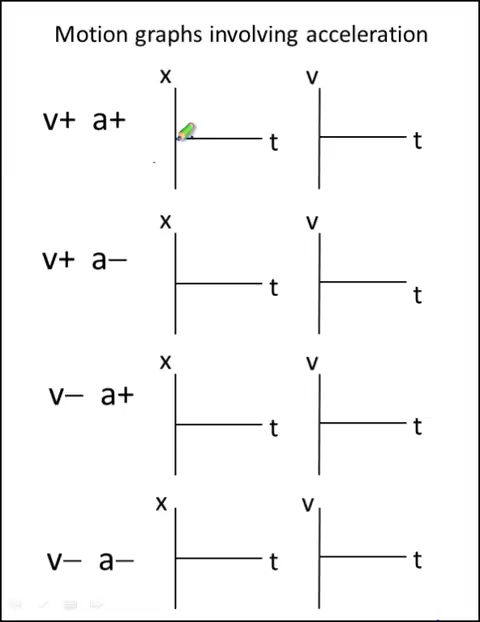 Motion graphs involving acceleration
x v
v+ a+
t t
x v
v+ a–
t t
x v
v– a+
t t
x v
v– a–
t t